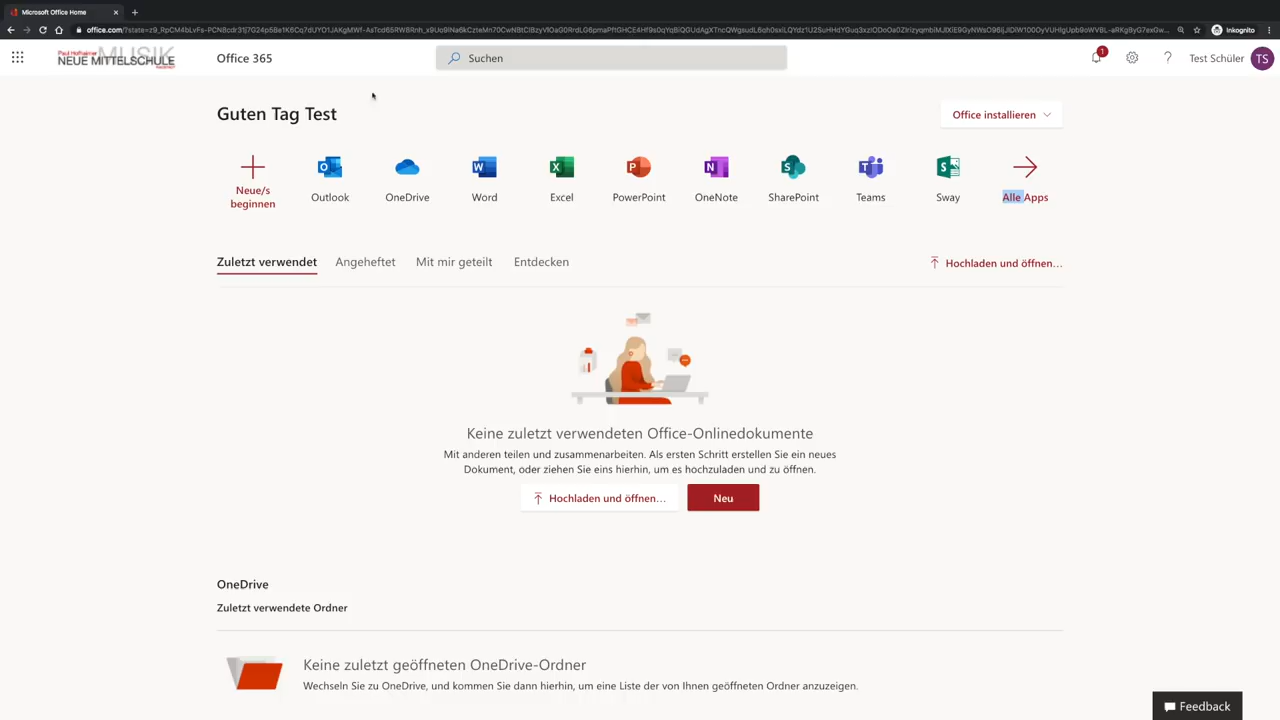 Microsoft Office Home
Inkognito
Paul Hofhaimer
MUSIK
NEUE MITTELSCHULE
Office 365
Suchen
1
Test Schüler
TS
Guten Tag Test
Office installieren
Neue/s
beginnen
Outlook
OneDrive
Word
Excel
PowerPoint
OneNote
SharePoint
Teams
Sway
Alle Apps
Zuletzt verwendet
Angeheftet
Mit mir geteilt
Entdecken
Hochladen und öffnen...
Keine zuletzt verwendeten Office-Onlinedokumente
Mit anderen teilen und zusammenarbeiten. Als ersten Schritt erstellen Sie ein neues
Dokument, oder ziehen Sie eins hierhin, um es hochzuladen und zu öffnen.
Hochladen und öffnen...
Neu
OneDrive
Zuletzt verwendete Ordner
Keine zuletzt geöffneten OneDrive-Ordner
Wechseln Sie zu OneDrive, und kommen Sie dann hierhin, um eine Liste der von Ihnen geöffneten Ordner anzuzeigen.
Feedback